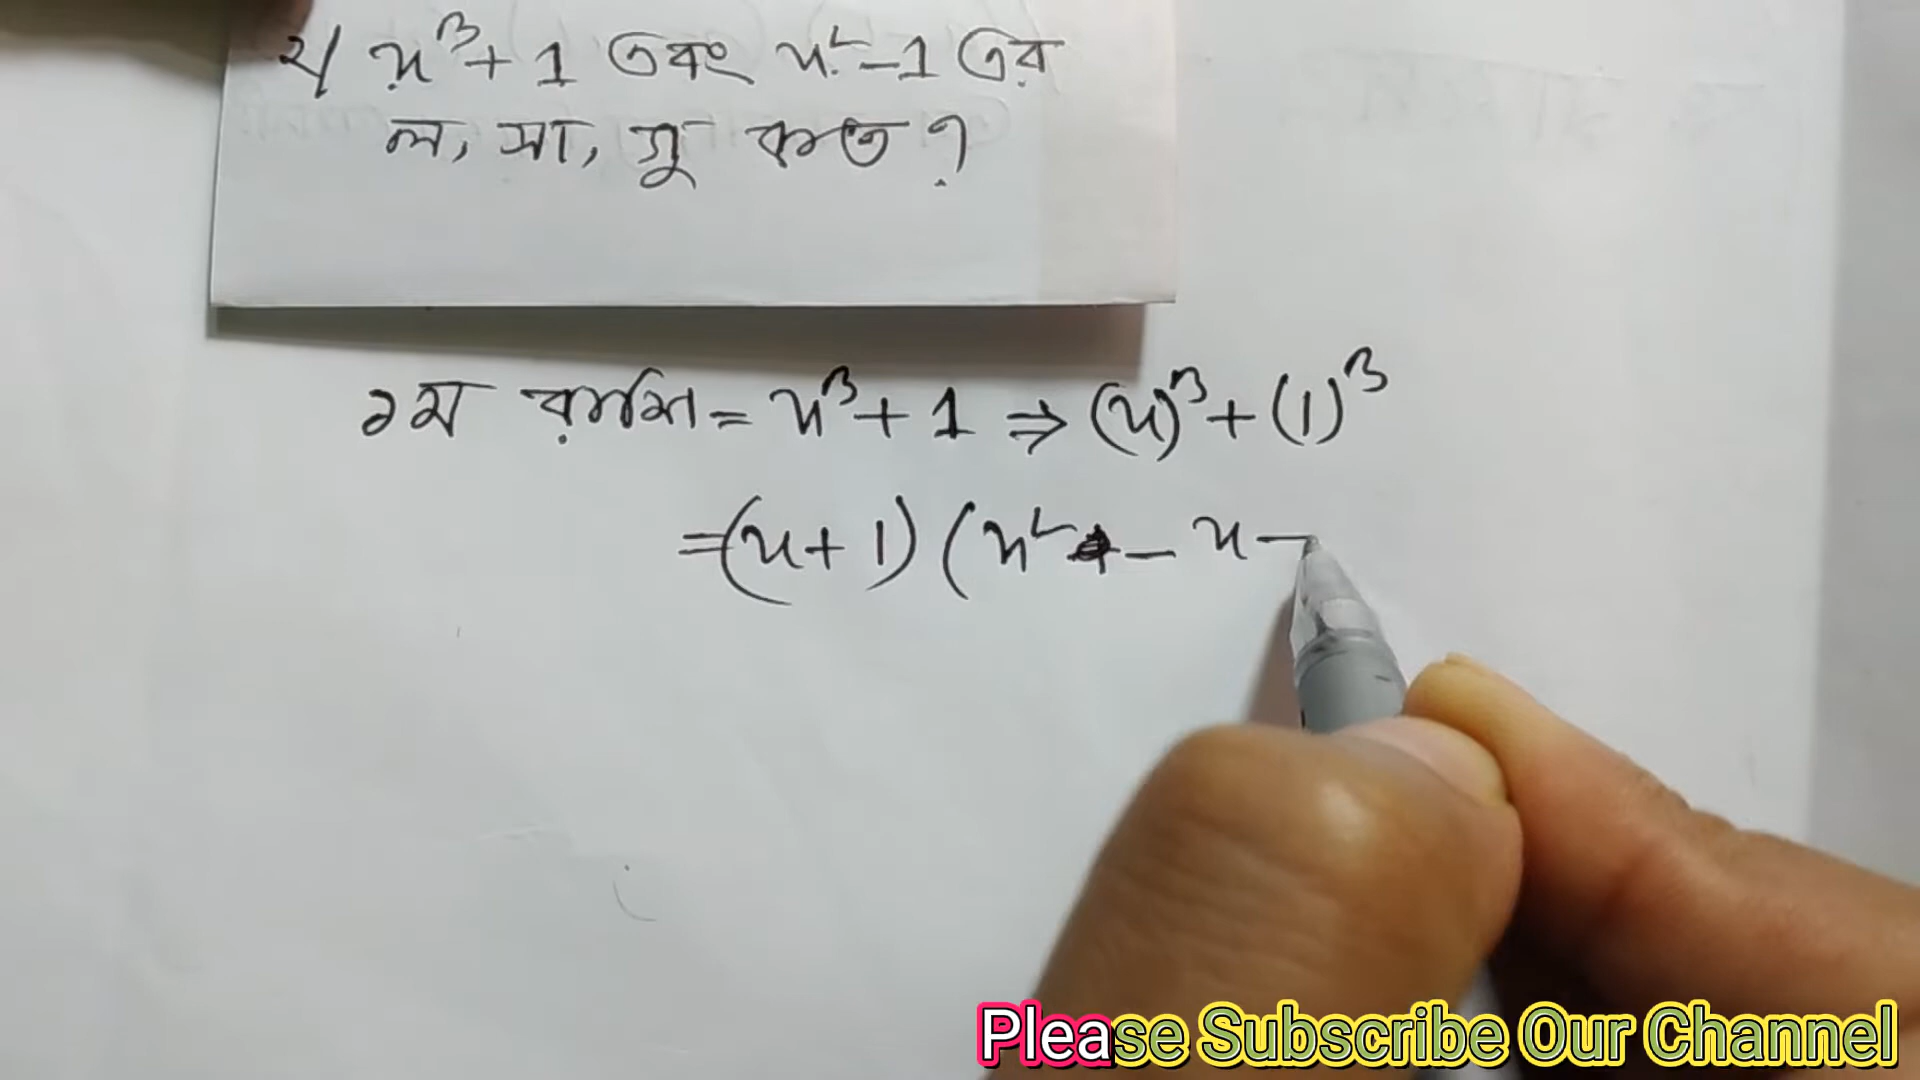 ২/ x³+1 এবং x²-1 এর
ল, সা, গু কত?
১ম রাশি = x³+1 ⇒ (x)³+(1)³
=(x+1) (x² - x -
Please Subscribe Our Channel